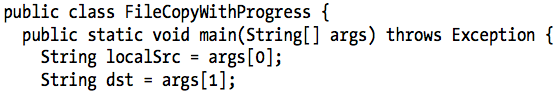 public class FileCopyWithProgress {
  public static void main(String[] args) throws Exception {
    String localSrc = args[0];
    String dst = args[1];